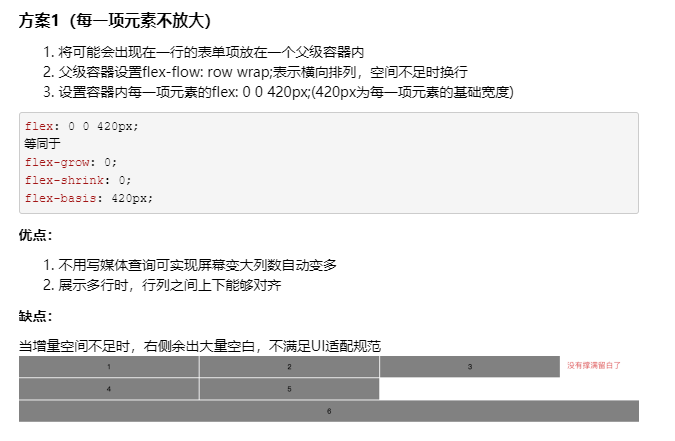 方案1（每一项元素不放大）
1. 将可能会出现在一行的表单项放在一个父级容器内
2. 父级容器设置flex-flow: row wrap;表示横向排列，空间不足时换行
3. 设置容器内每一项元素的flex: 0 0 420px;(420px为每一项元素的基础宽度)
flex: 0 0 420px;
等同于
flex-grow: 0;
flex-shrink: 0;
flex-basis: 420px;
优点：
1. 不用写媒体查询可实现屏幕变大列数自动变多
2. 展示多行时，行列之间上下能够对齐
缺点：
当增量空间不足时，右侧余出大量空白，不满足UI适配规范
1 2 3 没有撑满留白了
4 5
6